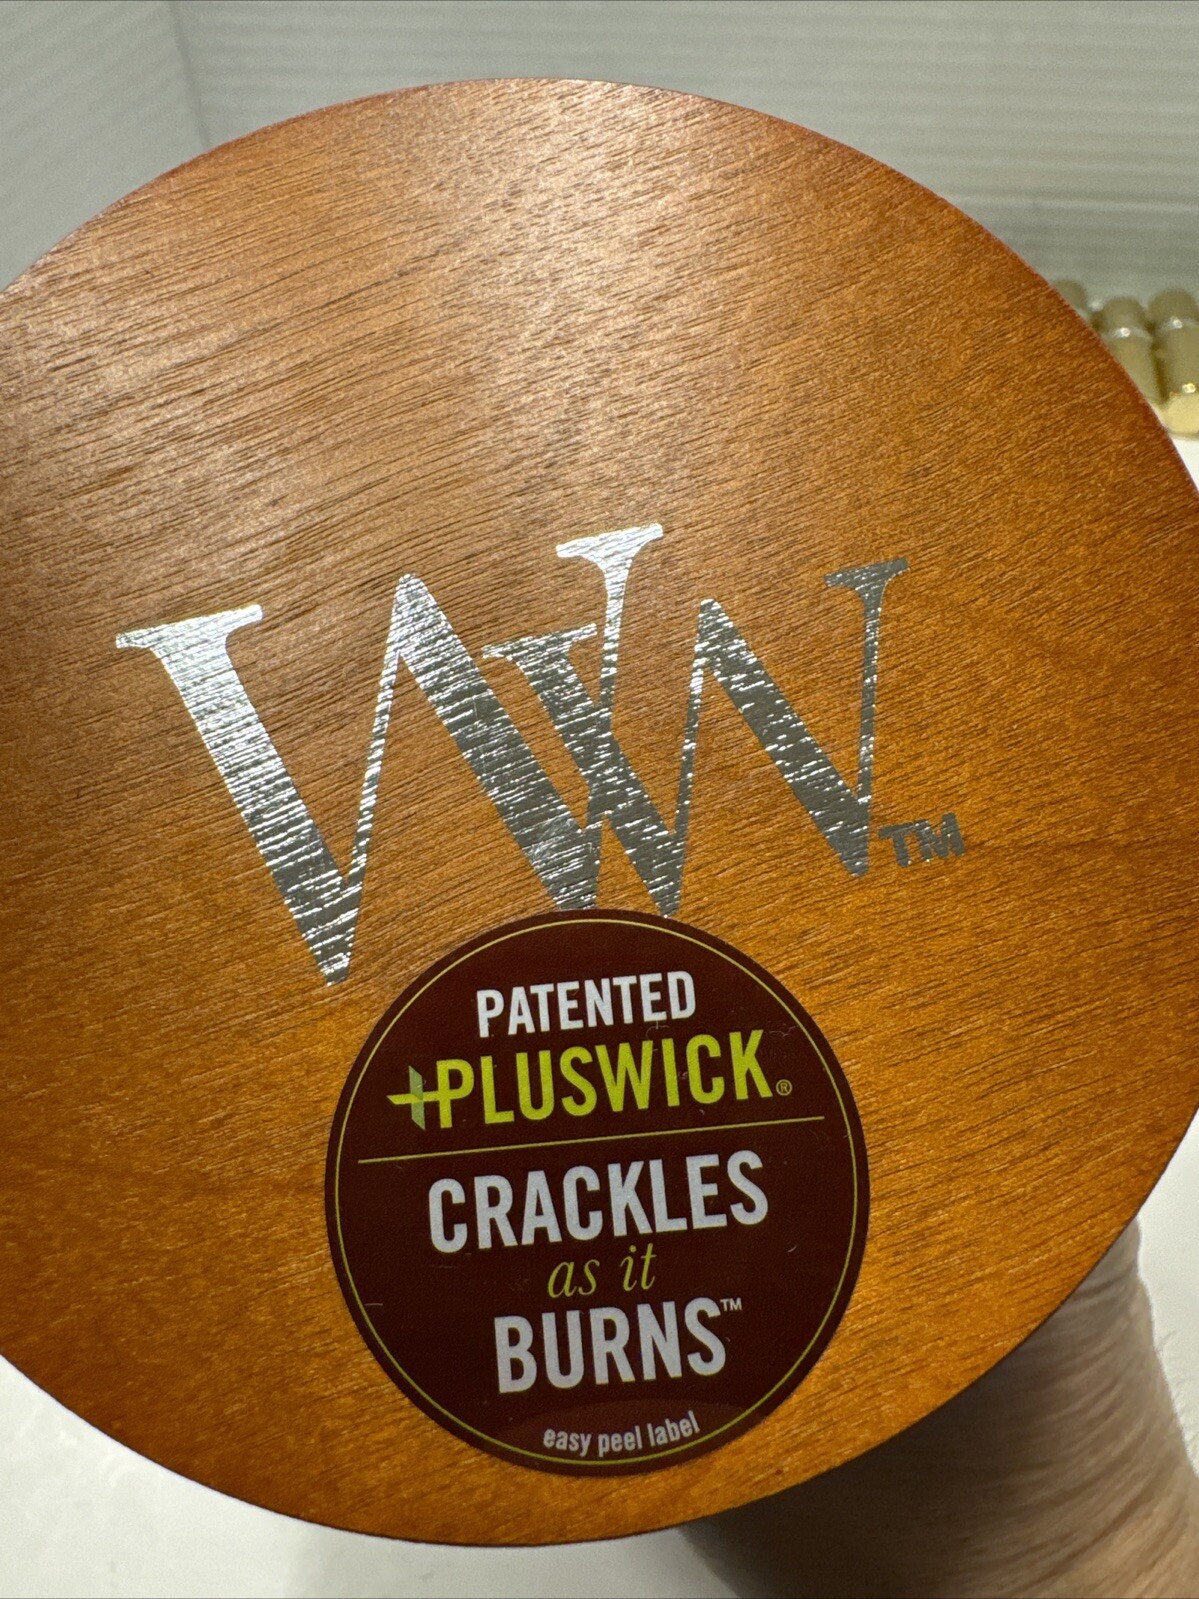 WW™
PATENTED
+PLUSWICK®
CRACKLES
as it
BURNS™
easy peel label